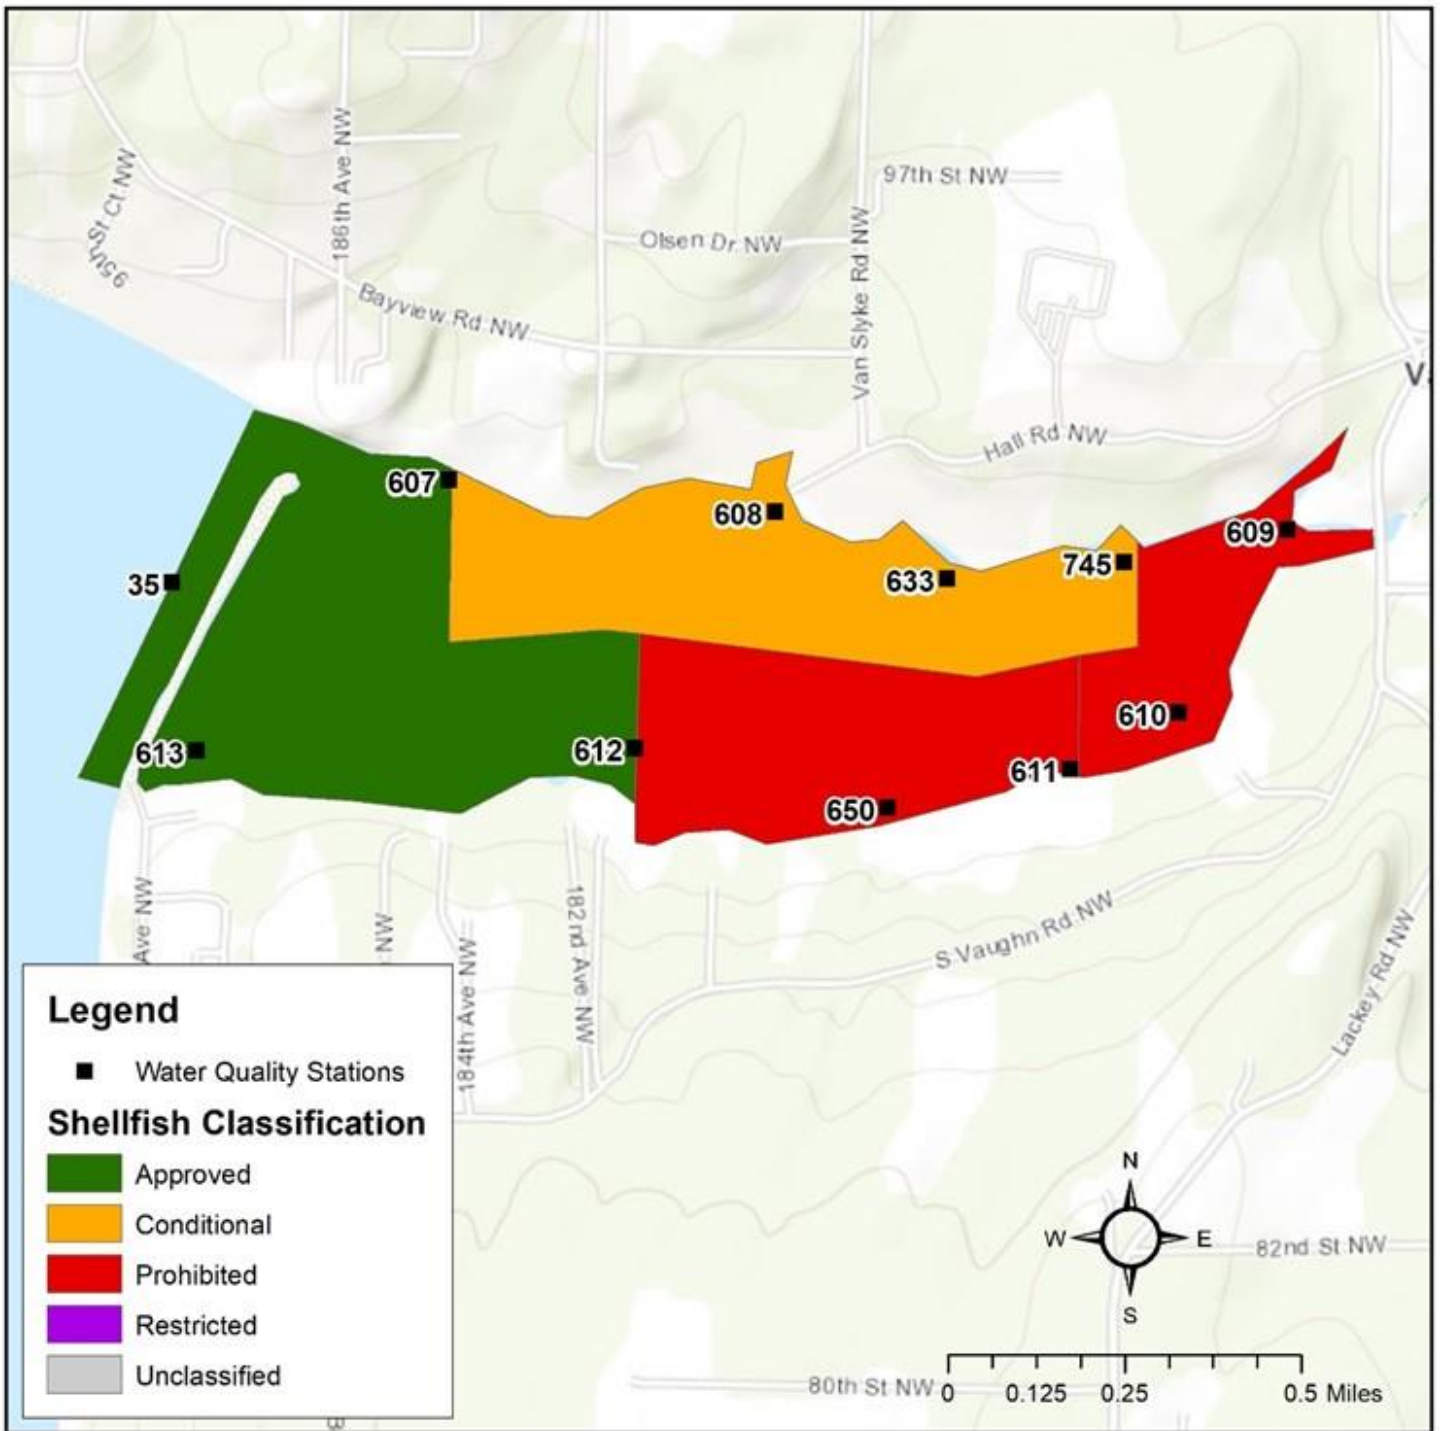 97th St NW
186th Ave NW
95th St Ct NW
Olsen Dr NW
Van Slyke Rd NW
Bayview Rd NW
Hall Rd NW
607
608
609
35
633
745
613
612
610
611
650
Ave NW
NW
184th Ave NW
182nd Ave NW
S Vaughn Rd NW
Lackey Rd NW
Legend
Water Quality Stations
Shellfish Classification
Approved
Conditional
Prohibited
Restricted
Unclassified
N
W E
S
82nd St NW
80th St NW
0 0.125 0.25 0.5 Miles